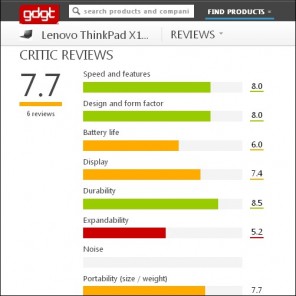 gdgt search products and compani FIND PRODUCTS
Lenovo ThinkPad X1... REVIEWS
CRITIC REVIEWS
7.7
6 reviews
Speed and features
8.0
Design and form factor
8.0
Battery life
6.0
Display
7.4
Durability
8.5
Expandability
5.2
Noise
Portability (size / weight)
7.7